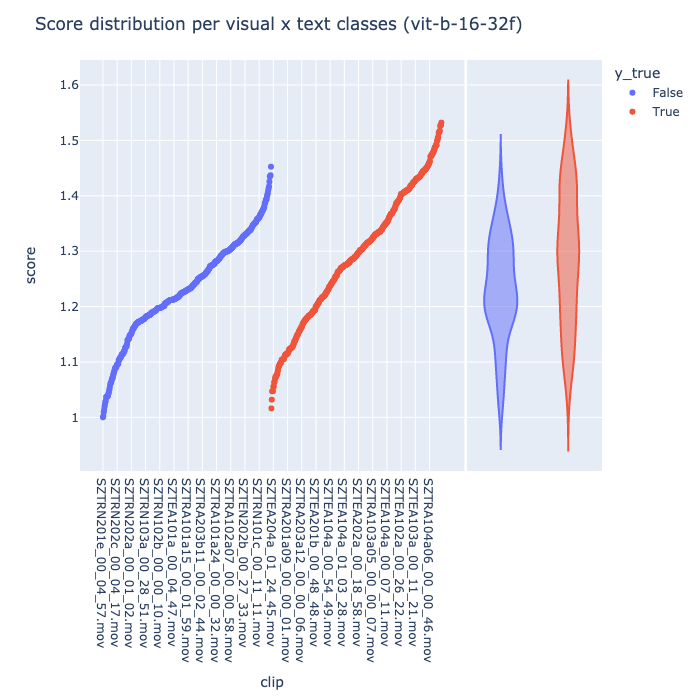 Score distribution per visual x text classes (vit-b-16-32f)
y_true
False
True
score
1.6
1.5
1.4
1.3
1.2
1.1
1
SZTRN201e_00_04_57.mov
SZTRN202c_00_04_17.mov
SZTRN202a_00_01_02.mov
SZTRN103a_00_28_51.mov
SZTRN102b_00_00_10.mov
SZTEA101a_00_04_47.mov
SZTRA101a15_00_01_59.mov
SZTRA203b11_00_02_44.mov
SZTRA101a24_00_00_32.mov
SZTRA102a07_00_00_58.mov
SZTEN202b_00_27_33.mov
SZTRN101c_00_11_11.mov
SZTEA204a_01_24_45.mov
SZTRA201a09_00_00_01.mov
SZTRA203a12_00_00_06.mov
SZTEA201b_00_48_48.mov
SZTEA104a_00_54_49.mov
SZTEA104a_01_03_28.mov
SZTEA202a_00_18_58.mov
SZTRA103a05_00_00_07.mov
SZTEA104a_00_07_11.mov
SZTEA102a_00_26_22.mov
SZTEA103a_00_11_21.mov
SZTRA104a06_00_00_46.mov
clip